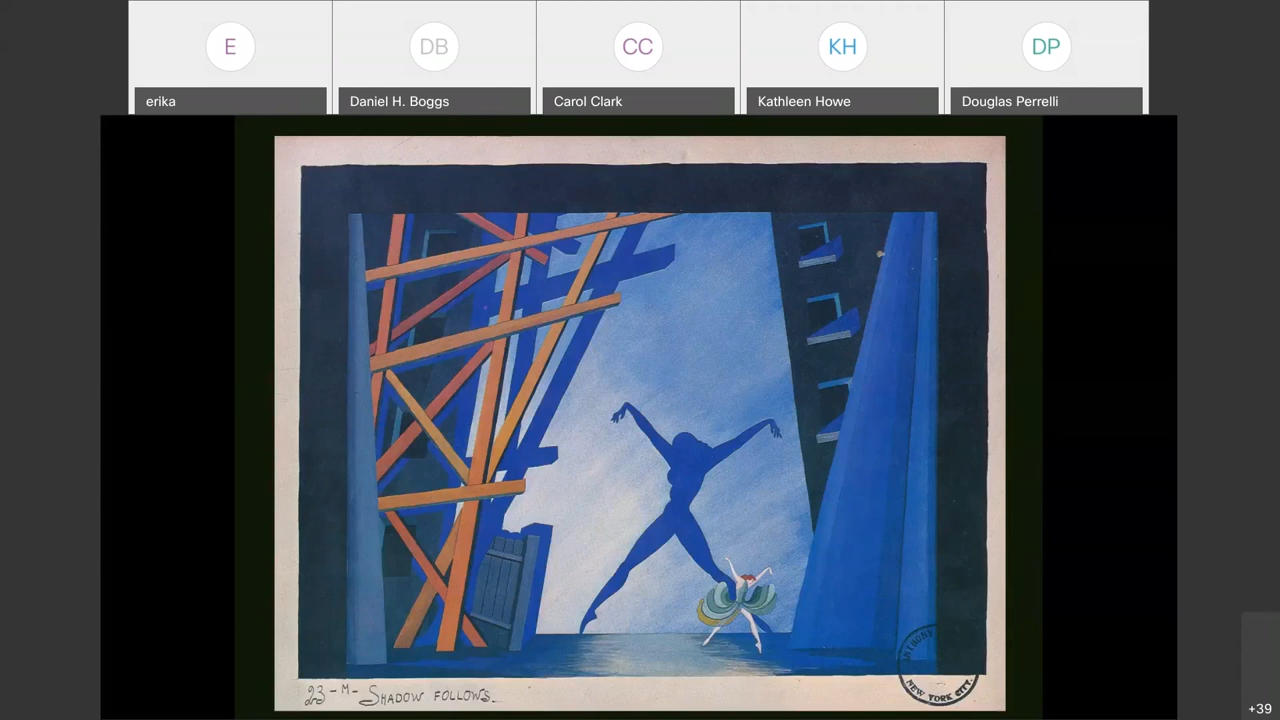 E
DB
CC
KH
DP
erika
Daniel H. Boggs
Carol Clark
Kathleen Howe
Douglas Perrelli
23-M-SHADOW FOLLOWS.
NEW YORK CITY.
+39